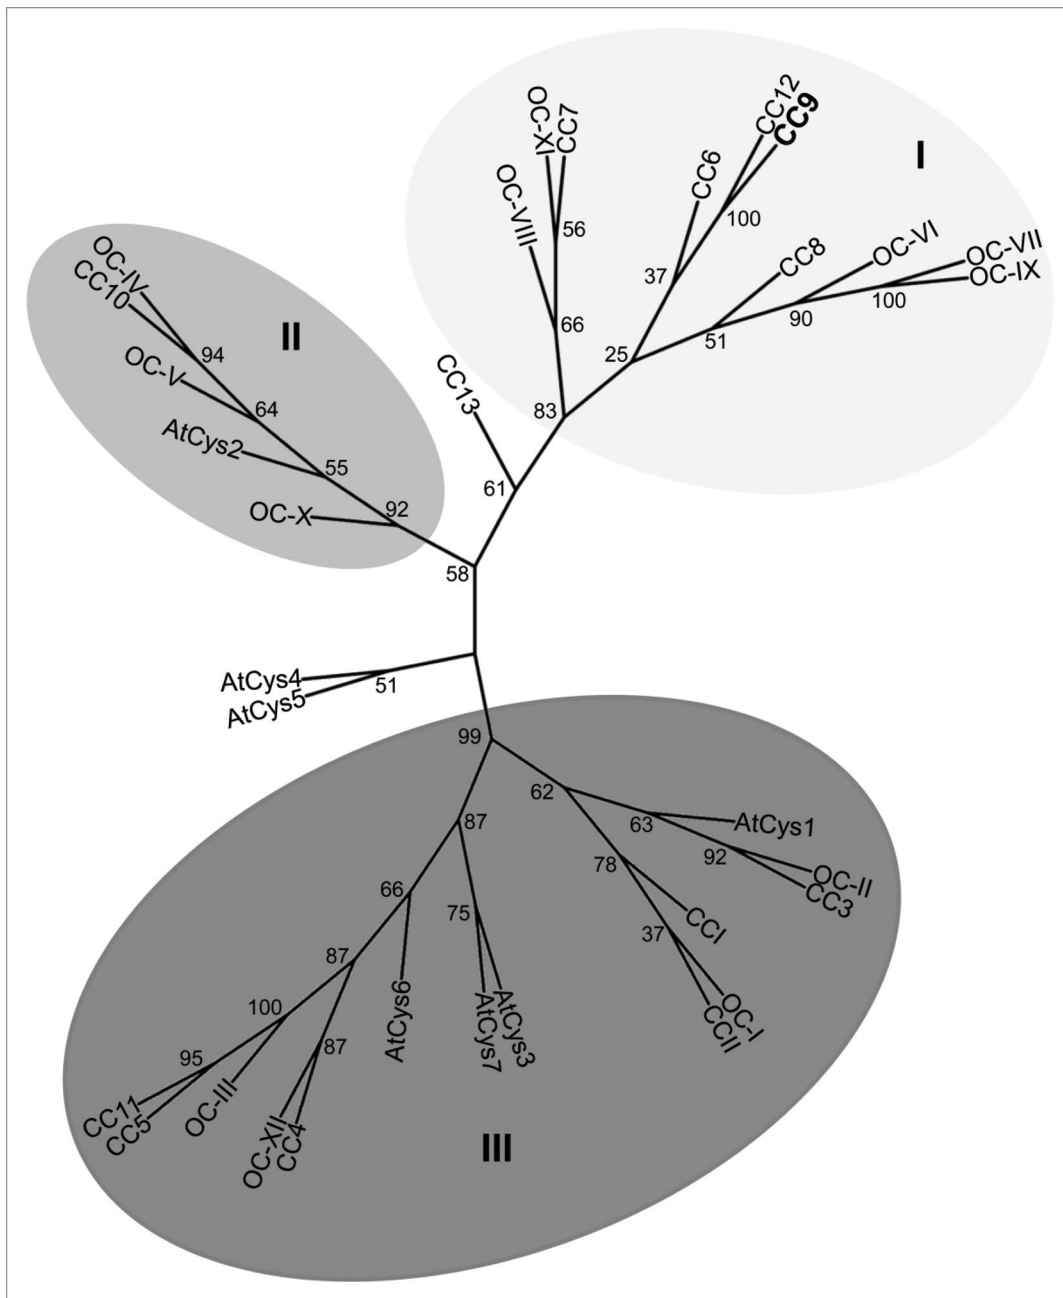 OC-XI
CC7
CC12
CC9
I
OC-VIII
CC6
56
100
CC8
OC-VI
OC-VII
OC-IX
37
100
90
51
66
25
83
OC-IV
CC10
II
94
OC-V
64
AtCys2
55
OC-X
92
CC13
61
58
AtCys4
AtCys5
51
99
62
63
AtCys1
92
OC-II
CC3
78
CCI
37
OC-I
CCII
87
66
75
AtCys3
AtCys7
87
AtCys6
100
87
95
CC11
CC5
OC-III
OC-XII
CC4
III